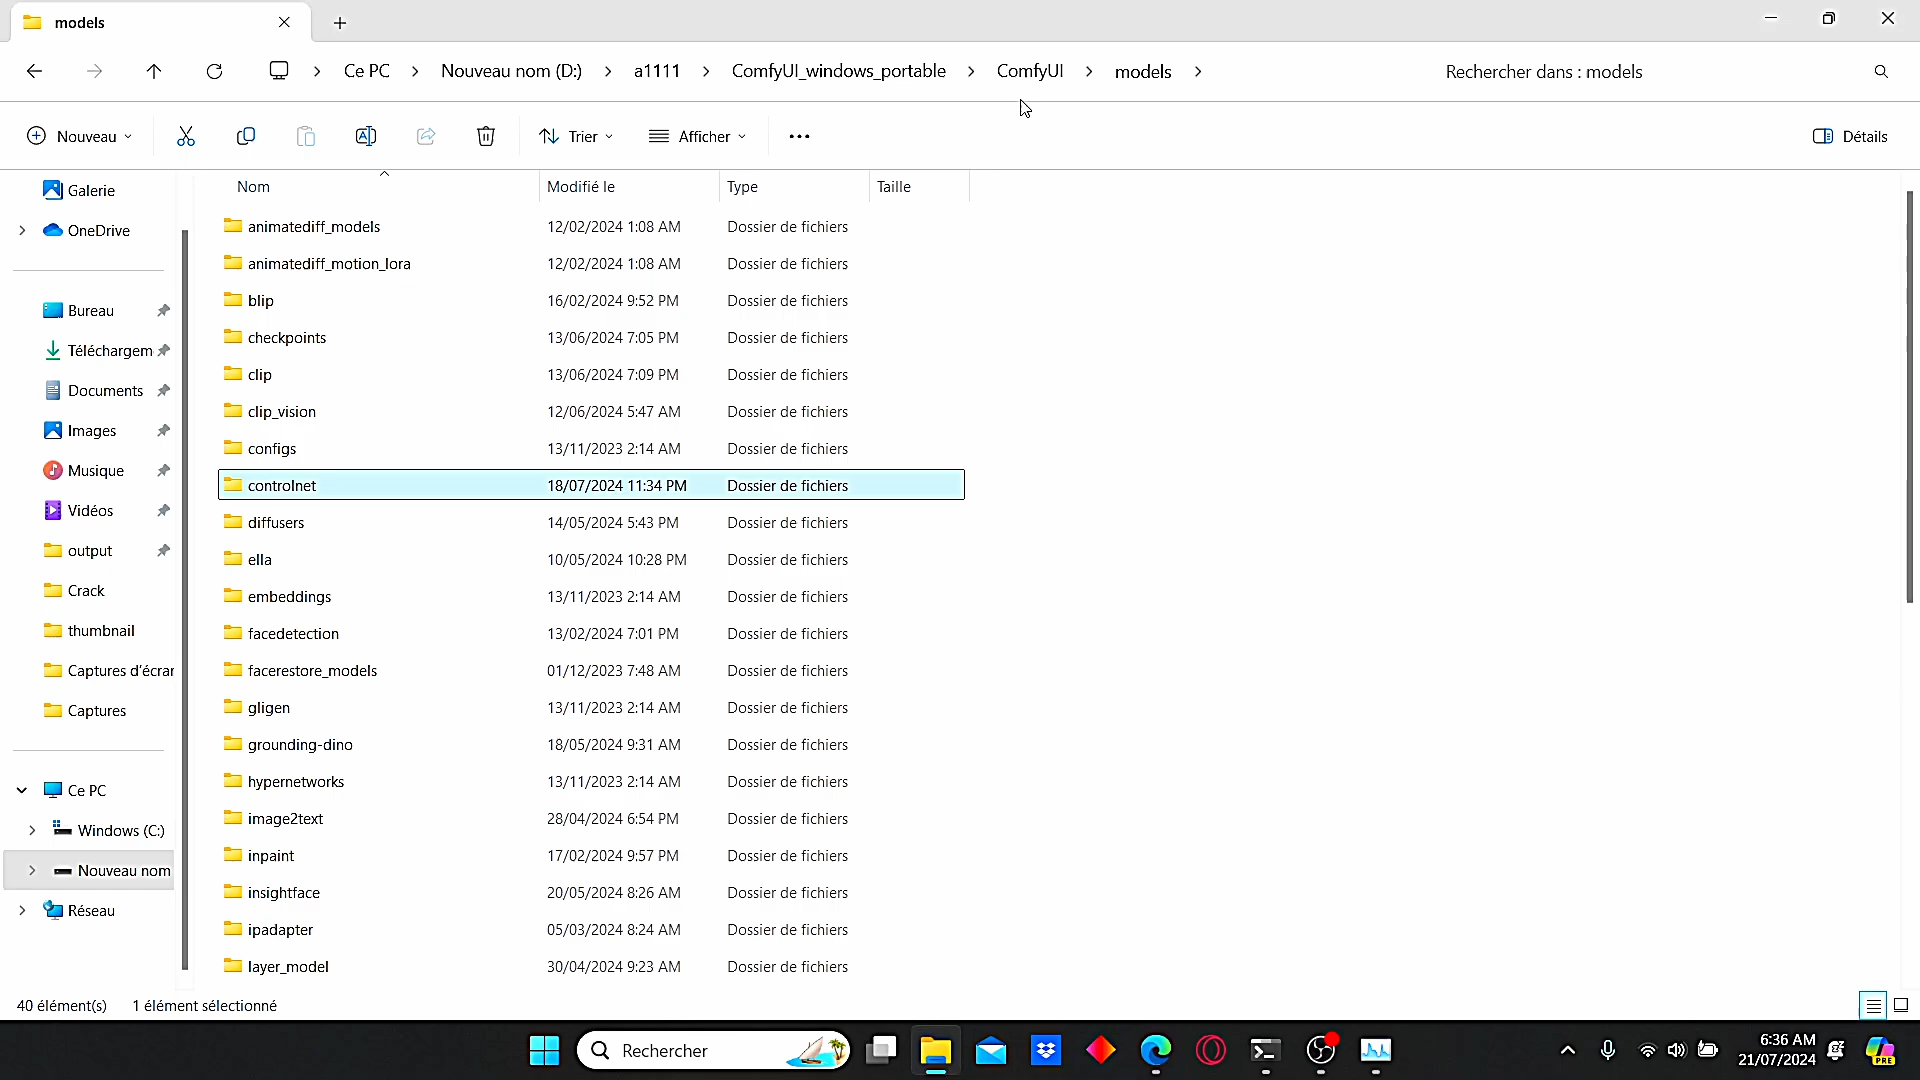 models
Ce PC
Nouveau nom (D:)
a1111
ComfyUI_windows_portable
ComfyUI
models
Rechercher dans : models
Nouveau
Trier
Afficher
Détails
Galerie
OneDrive
Bureau
Téléchargem
Documents
Images
Musique
Vidéos
output
Crack
thumbnail
Captures d'écrar
Captures
Ce PC
Windows (C:)
Nouveau nom
Réseau
Nom Modifié le Type Taille
animatediff_models 12/02/2024 1:08 AM Dossier de fichiers
animatediff_motion_lora 12/02/2024 1:08 AM Dossier de fichiers
blip 16/02/2024 9:52 PM Dossier de fichiers
checkpoints 13/06/2024 7:05 PM Dossier de fichiers
clip 13/06/2024 7:09 PM Dossier de fichiers
clip_vision 12/06/2024 5:47 AM Dossier de fichiers
configs 13/11/2023 2:14 AM Dossier de fichiers
controlnet 18/07/2024 11:34 PM Dossier de fichiers
diffusers 14/05/2024 5:43 PM Dossier de fichiers
ella 10/05/2024 10:28 PM Dossier de fichiers
embeddings 13/11/2023 2:14 AM Dossier de fichiers
facedetection 13/02/2024 7:01 PM Dossier de fichiers
facerestore_models 01/12/2023 7:48 AM Dossier de fichiers
gligen 13/11/2023 2:14 AM Dossier de fichiers
grounding-dino 18/05/2024 9:31 AM Dossier de fichiers
hypernetworks 13/11/2023 2:14 AM Dossier de fichiers
image2text 28/04/2024 6:54 PM Dossier de fichiers
inpaint 17/02/2024 9:57 PM Dossier de fichiers
insightface 20/05/2024 8:26 AM Dossier de fichiers
ipadapter 05/03/2024 8:24 AM Dossier de fichiers
layer_model 30/04/2024 9:23 AM Dossier de fichiers
40 élément(s) 1 élément sélectionné
Rechercher
6:36 AM
21/07/2024
PRE